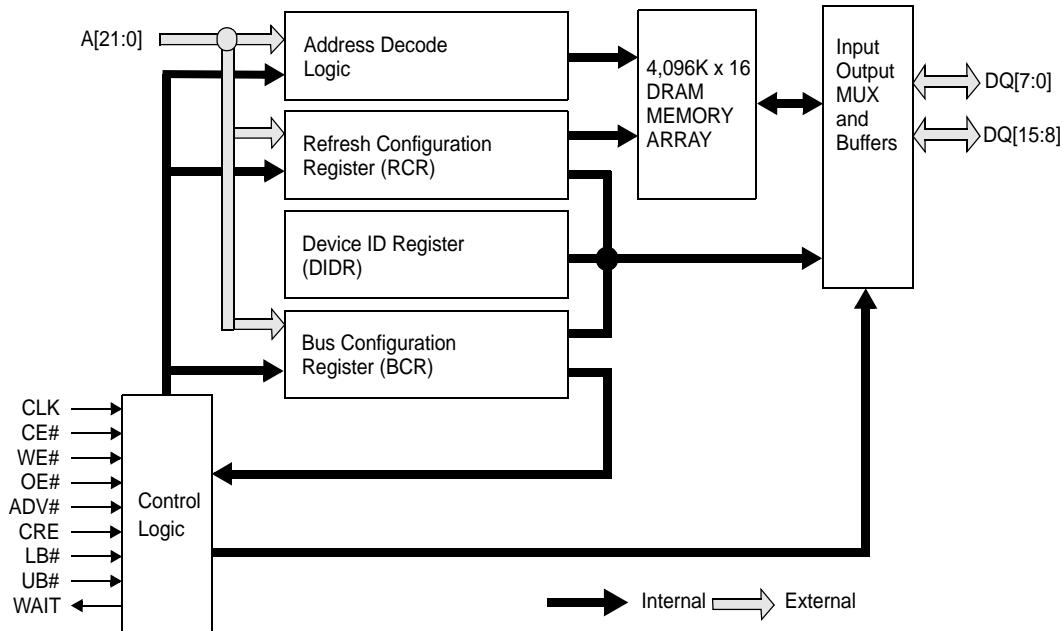 A[21:0]
Address Decode
Logic
Refresh Configuration
Register (RCR)
Device ID Register
(DIDR)
Bus Configuration
Register (BCR)
4,096K x 16
DRAM
MEMORY
ARRAY
Input
Output
MUX
and
Buffers
DQ[7:0]
DQ[15:8]
CLK
CE#
WE#
OE#
ADV#
CRE
LB#
UB#
WAIT
Control
Logic
Internal
External